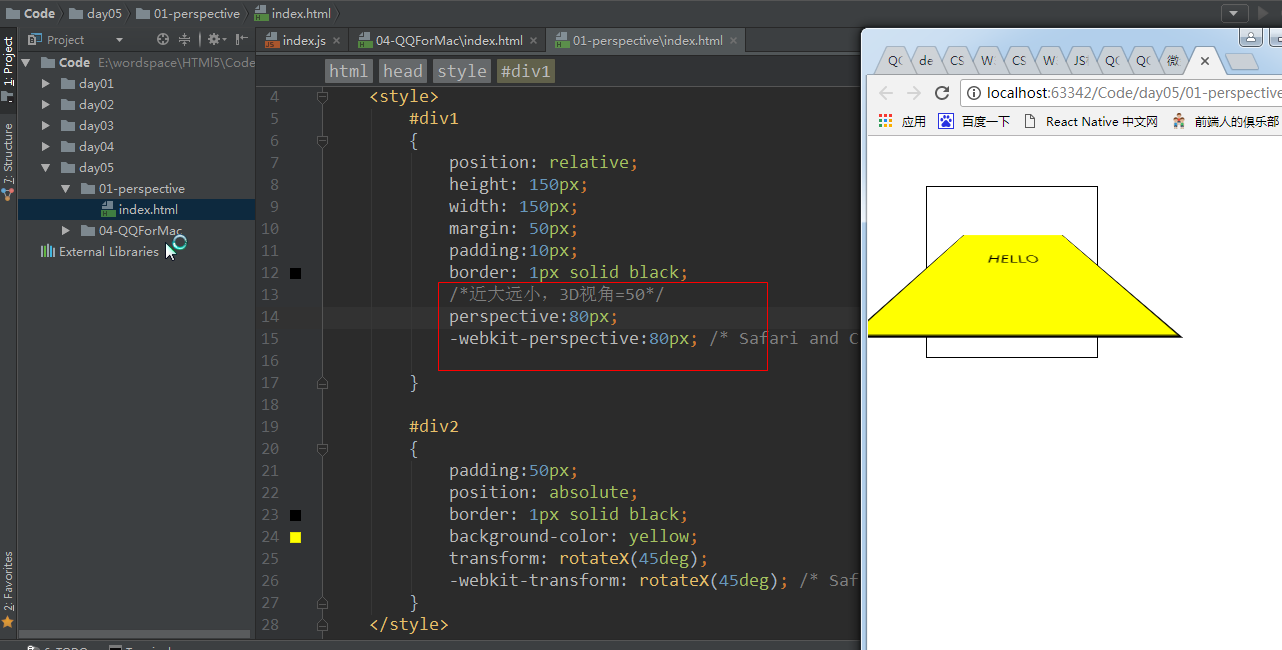 Code day05 01-perspective index.html
Project
index.js 04-QQForMac\index.html 01-perspective\index.html
1: Project
7: Structure
2: Favorites
Code E:\wordspace\HTMl5\Code
day01
day02
day03
day04
day05
01-perspective
index.html
04-QQForMac
External Libraries
html head style #div1
4 <style>
5 #div1
6 {
7 position: relative;
8 height: 150px;
9 width: 150px;
10 margin: 50px;
11 padding:10px;
12 border: 1px solid black;
13 /*近大远小，3D视角=50*/
14 perspective:80px;
15 -webkit-perspective:80px; /* Safari and C
16
17 }
18
19 #div2
20 {
21 padding:50px;
22 position: absolute;
23 border: 1px solid black;
24 background-color: yellow;
25 transform: rotateX(45deg);
26 -webkit-transform: rotateX(45deg); /* Saf
27 }
28 </style>
QC de CS W CS W JS QC QC 微
localhost:63342/Code/day05/01-perspective
应用 百度一下 React Native 中文网 前端人的俱乐部
HELLO